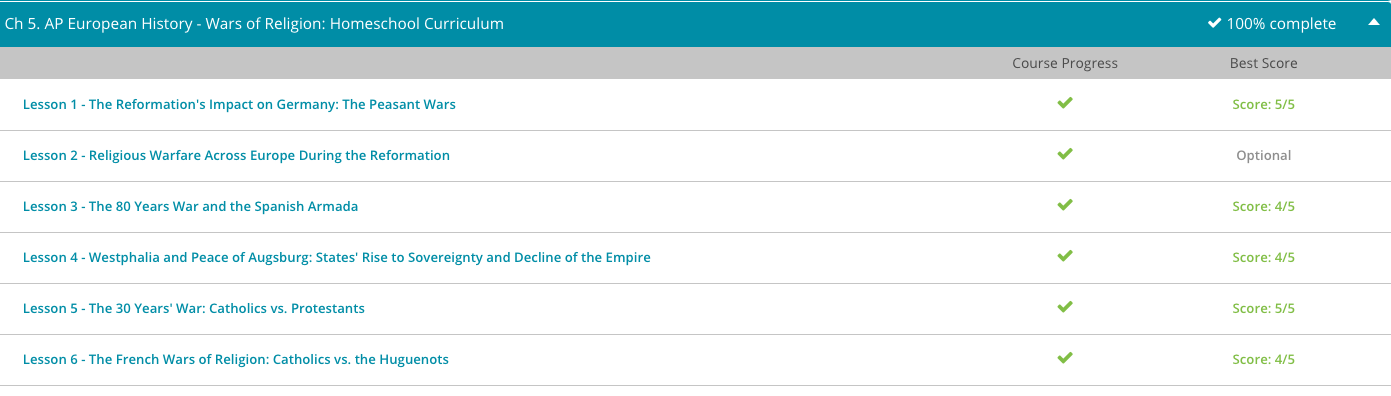 Ch 5. AP European History - Wars of Religion: Homeschool Curriculum 100% complete
Course Progress Best Score
Lesson 1 - The Reformation's Impact on Germany: The Peasant Wars Score: 5/5
Lesson 2 - Religious Warfare Across Europe During the Reformation Optional
Lesson 3 - The 80 Years War and the Spanish Armada Score: 4/5
Lesson 4 - Westphalia and Peace of Augsburg: States' Rise to Sovereignty and Decline of the Empire Score: 4/5
Lesson 5 - The 30 Years' War: Catholics vs. Protestants Score: 5/5
Lesson 6 - The French Wars of Religion: Catholics vs. the Huguenots Score: 4/5